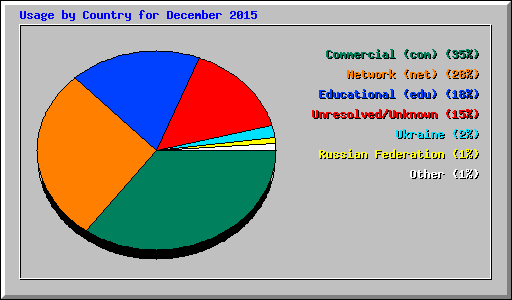 Usage by Country for December 2015
Commercial (com) (35%)
Network (net) (28%)
Educational (edu) (18%)
Unresolved/Unknown (15%)
Ukraine (2%)
Russian Federation (1%)
Other (1%)